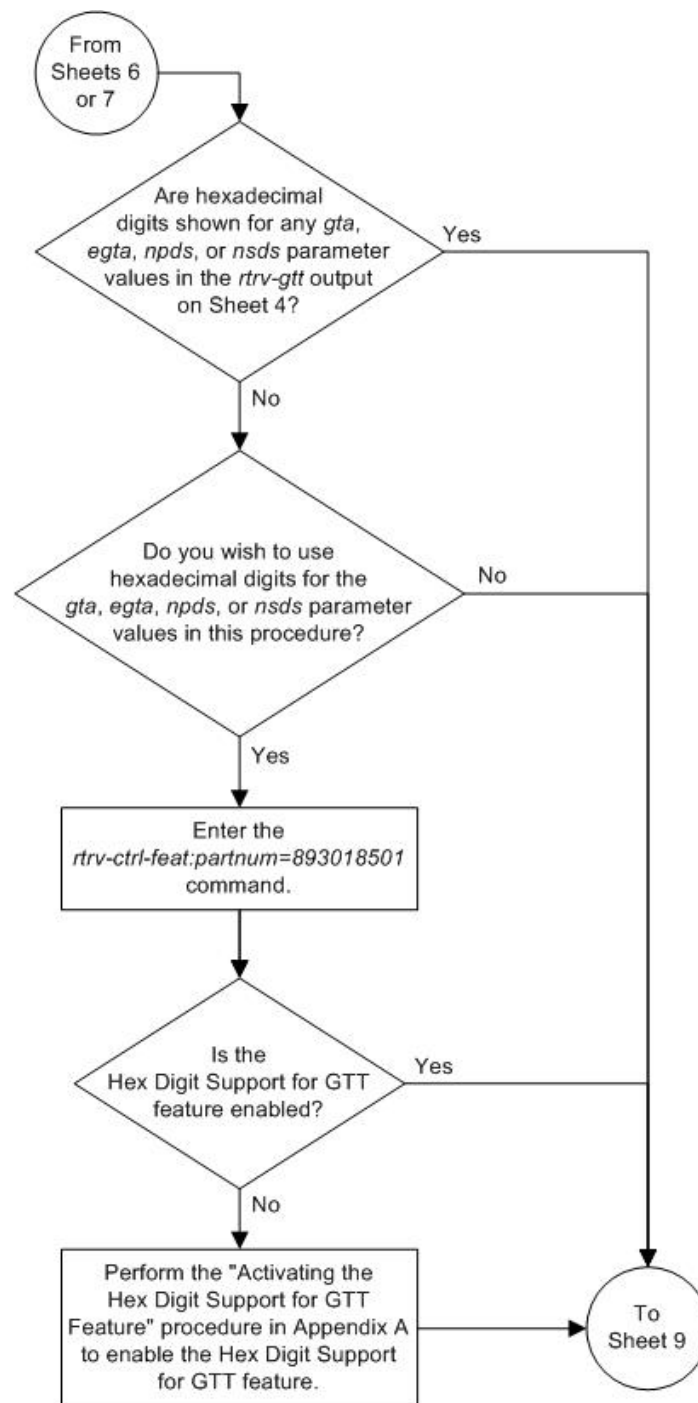 From
Sheets 6
or 7
Are hexadecimal
digits shown for any gta,
egta, npds, or nsds parameter
values in the rtrv-gtt output
on Sheet 4?
Yes
No
Do you wish to use
hexadecimal digits for the
gta, egta, npds, or nsds parameter
values in this procedure?
No
Yes
Enter the
rtrv-ctrl-feat:partnum=893018501
command.
Is the
Hex Digit Support for GTT
feature enabled?
Yes
No
Perform the "Activating the
Hex Digit Support for GTT
Feature" procedure in Appendix A
to enable the Hex Digit Support
for GTT feature.
To
Sheet 9